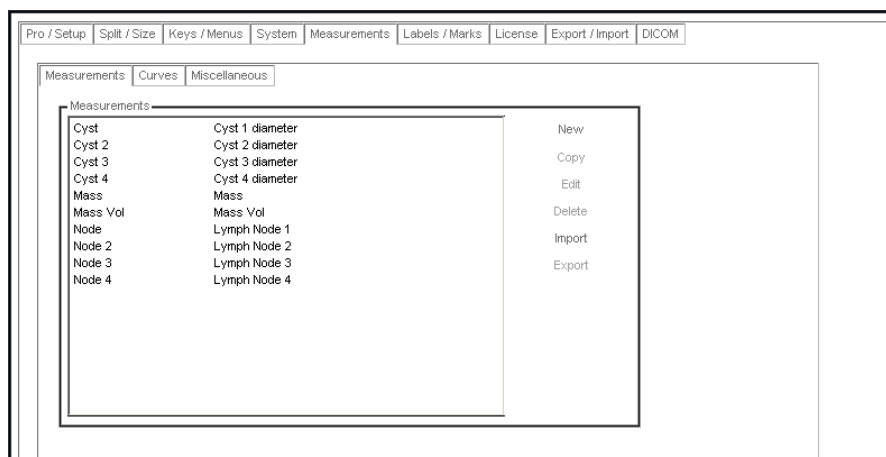 Pro / Setup Split / Size Keys / Menus System Measurements Labels / Marks License Export / Import DICOM
Measurements Curves Miscellaneous
Measurements
Cyst Cyst 1 diameter New
Cyst 2 Cyst 2 diameter
Cyst 3 Cyst 3 diameter Copy
Cyst 4 Cyst 4 diameter Edit
Mass Mass
Mass Vol Mass Vol Delete
Node Lymph Node 1
Node 2 Lymph Node 2 Import
Node 3 Lymph Node 3 Export
Node 4 Lymph Node 4